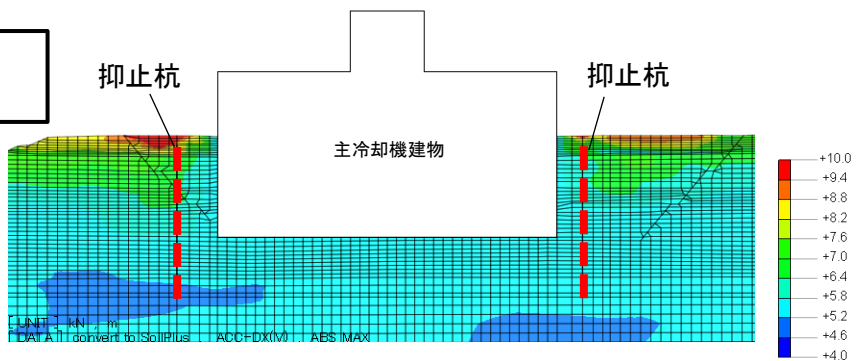 抑止杭
抑止杭
主冷却機建物
+10.0
+9.4
+8.8
+8.2
+7.6
+7.0
+6.4
+5.8
+5.2
+4.6
+4.0
[ UNIT ] kN , m
[ DATA ] convert to SoilPlus , ACC-DX(IV) , ABS MAX